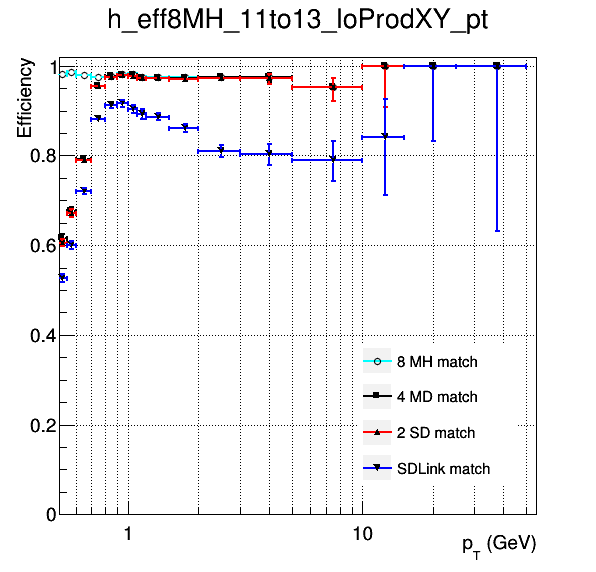 h_eff8MH_11to13_loProdXY_pt
Efficiency
1
0.8
0.6
0.4
0.2
0
8 MH match
4 MD match
2 SD match
SDLink match
1
10
p_T (GeV)